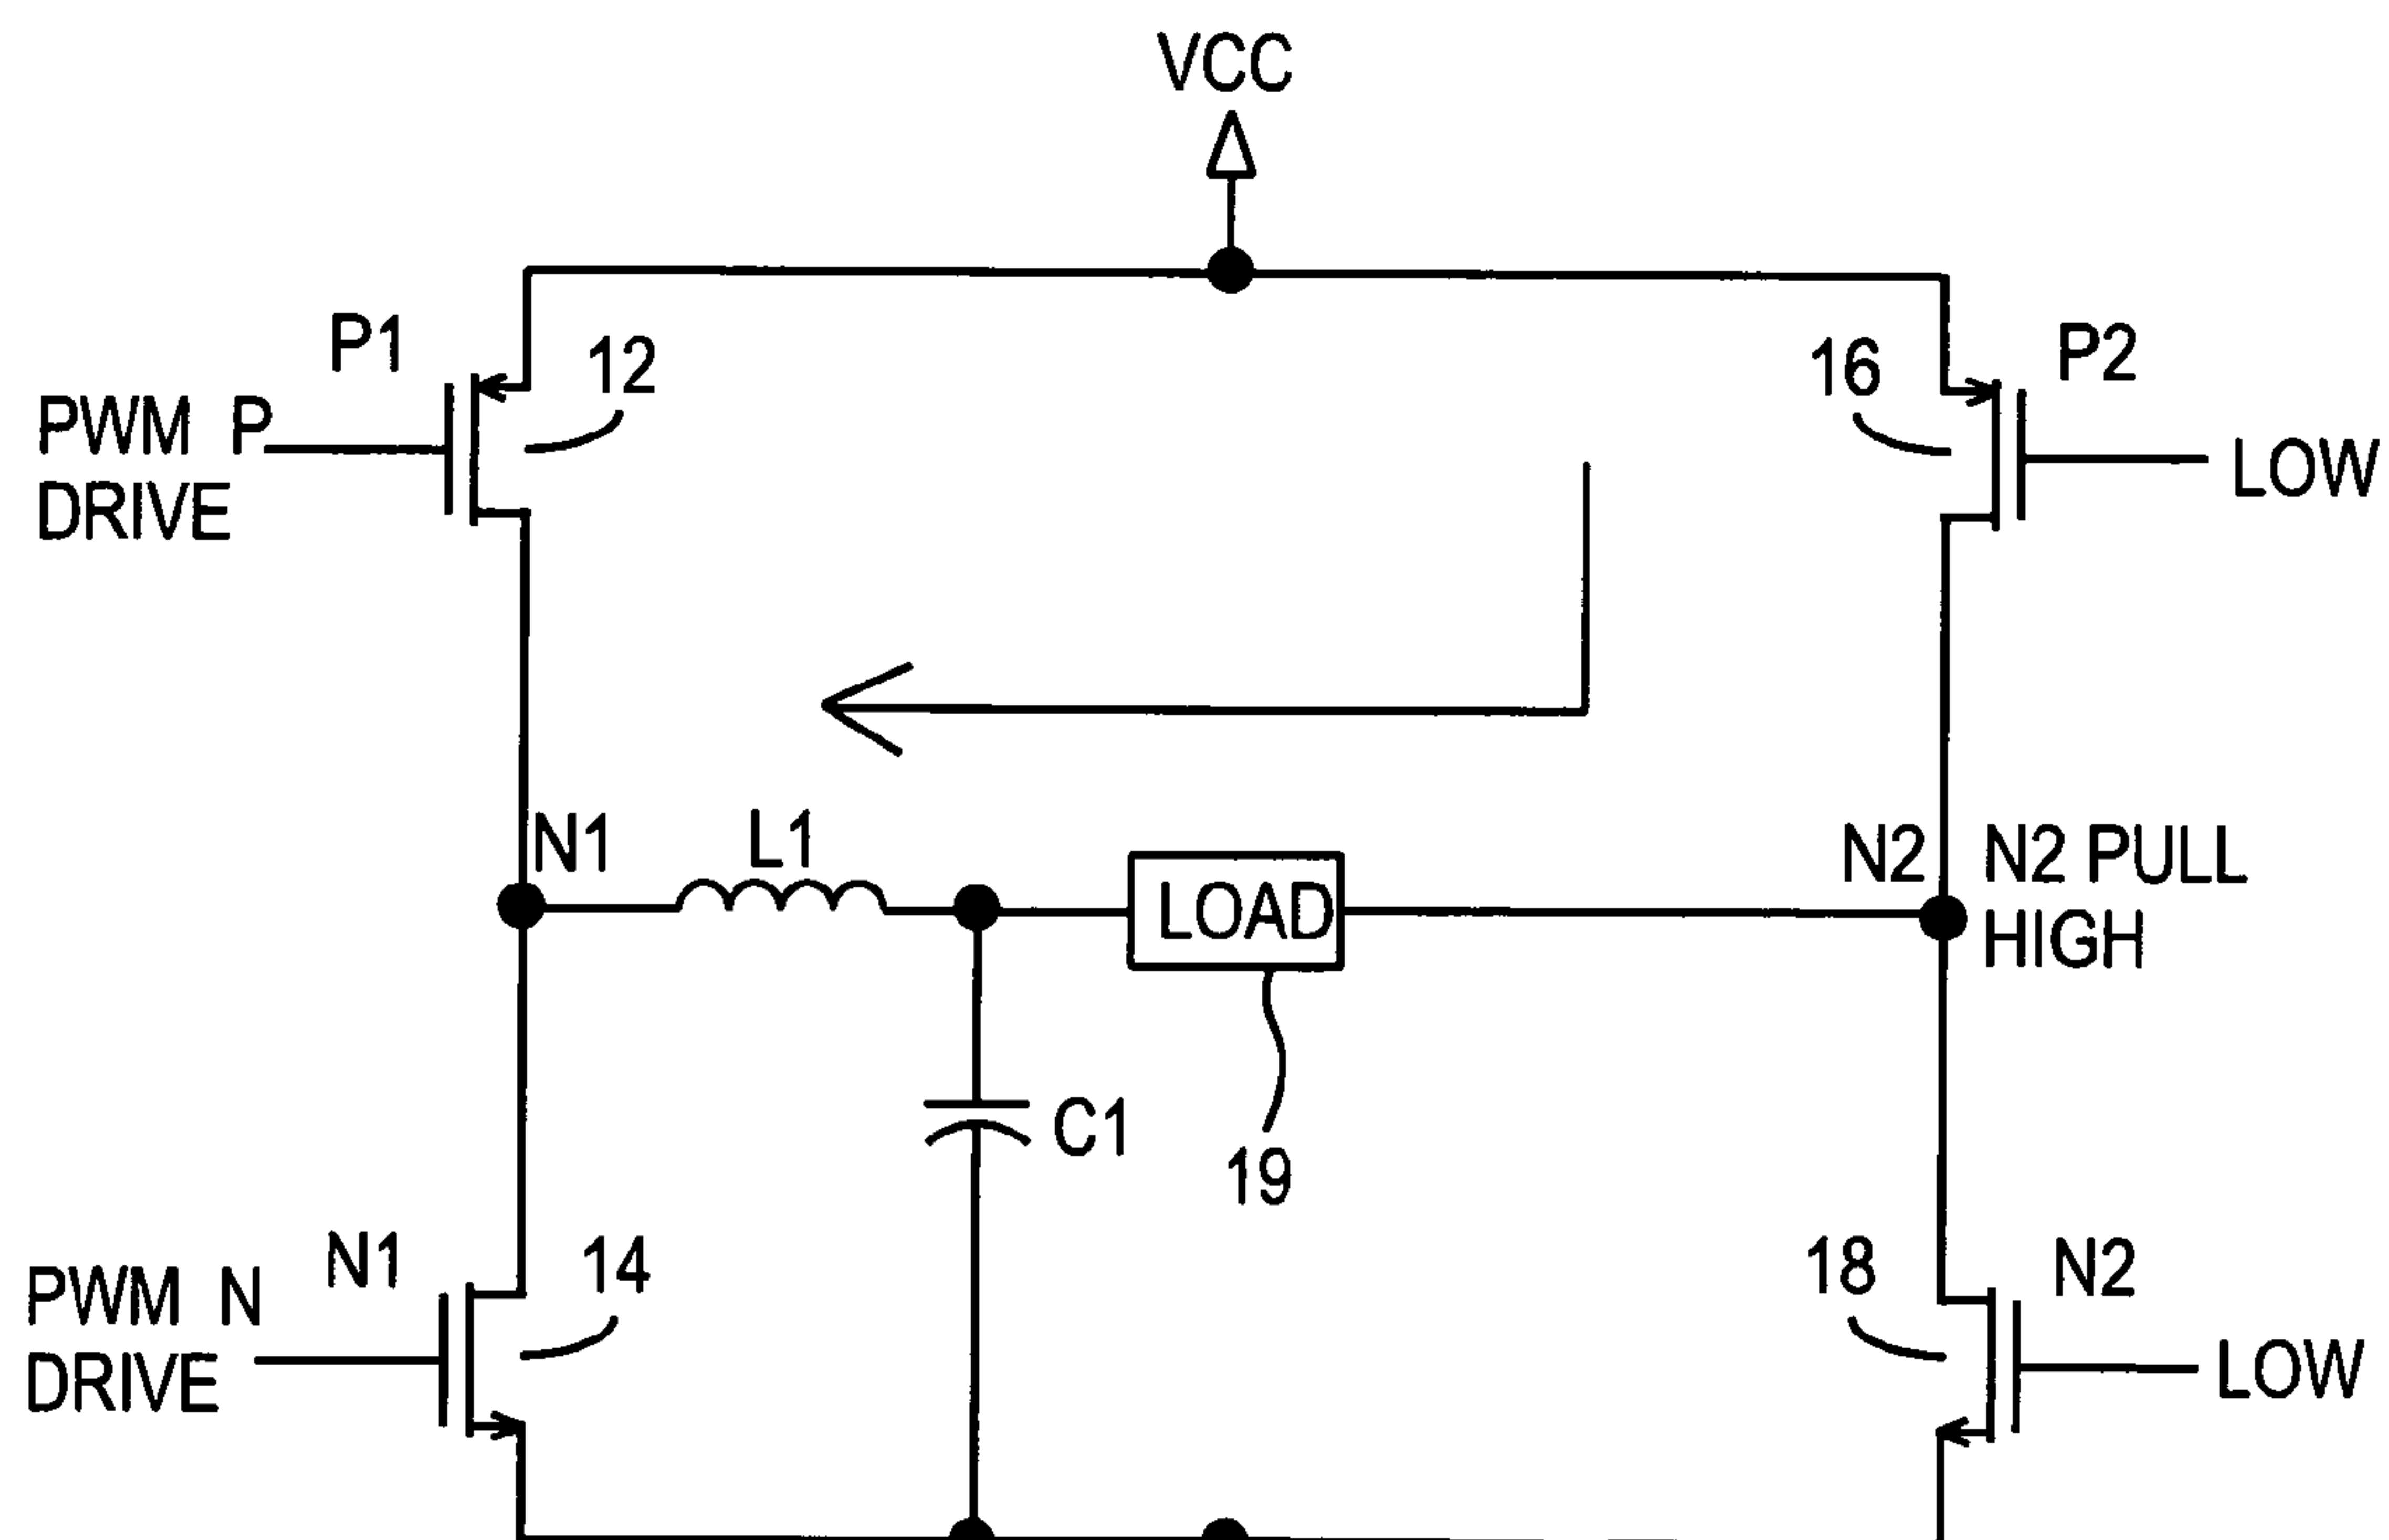 VCC
P1
12
16
P2
PWM P
DRIVE
LOW
N1
L1
LOAD
N2
N2 PULL
HIGH
C1
19
N1
14
18
N2
PWM N
DRIVE
LOW